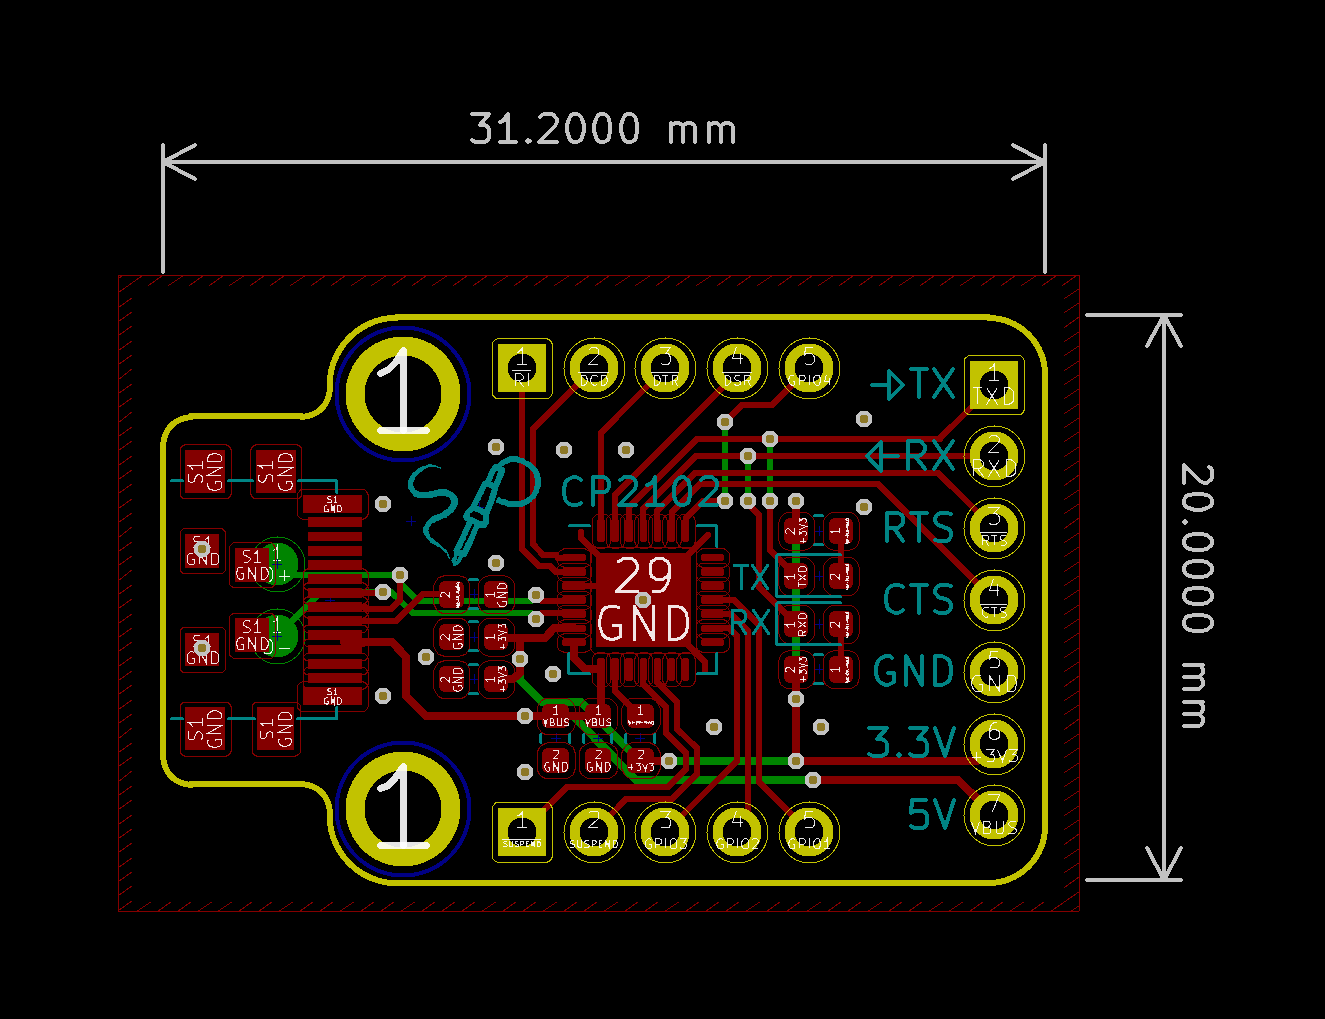 31.2000 mm
20.0000 mm
1
1
RI
2
DCD
3
DTR
4
DSR
5
GPIO4
TX
1
TXD
RX
2
RXD
RTS
3
RTS
CTS
4
CTS
GND
5
GND
3.3V
6
+3V3
5V
7
VBUS
CP2102
29
GND
TX
RX
S1
GND
S1
GND
S1
GND
S1
GND
S1
GND
1
D+
S1
GND
S1
GND
1
D-
S1
GND
S1
GND
S1
GND
2
1
GND
2
GND
1
+3V3
2
GND
1
+3V3
2
+3V3
1
1
TXD
2
1
RXD
2
2
+3V3
1
1
VBUS
1
VBUS
1
2
GND
2
GND
2
+3V3
1
1
SUSPEND
2
SUSPEND
3
GPIO3
4
GPIO2
5
GPIO1